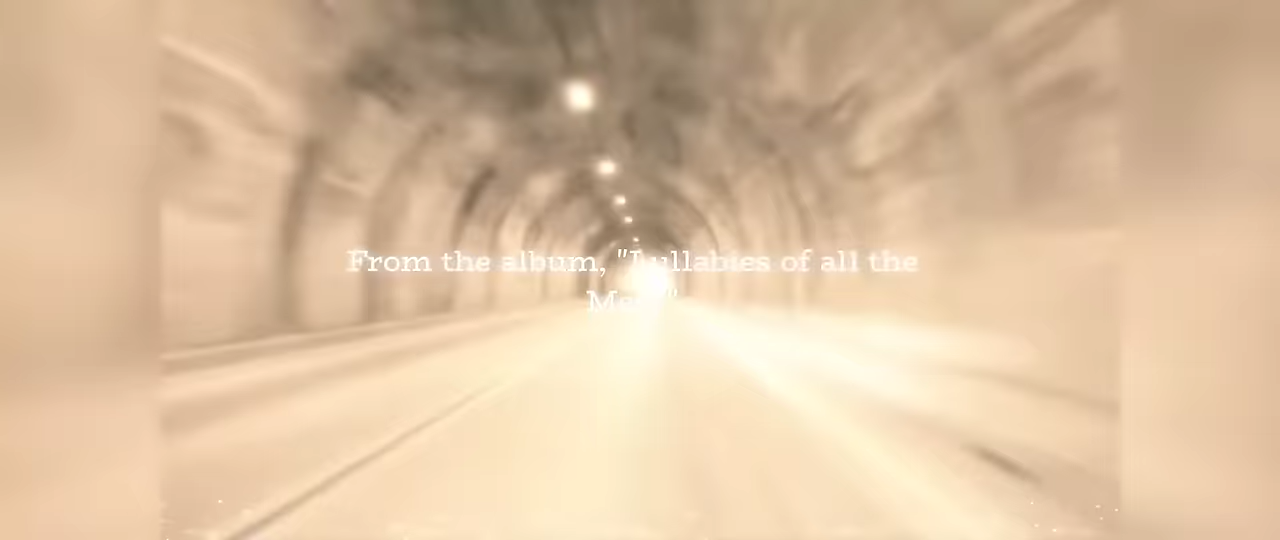 From the album, "Lullabies of all the